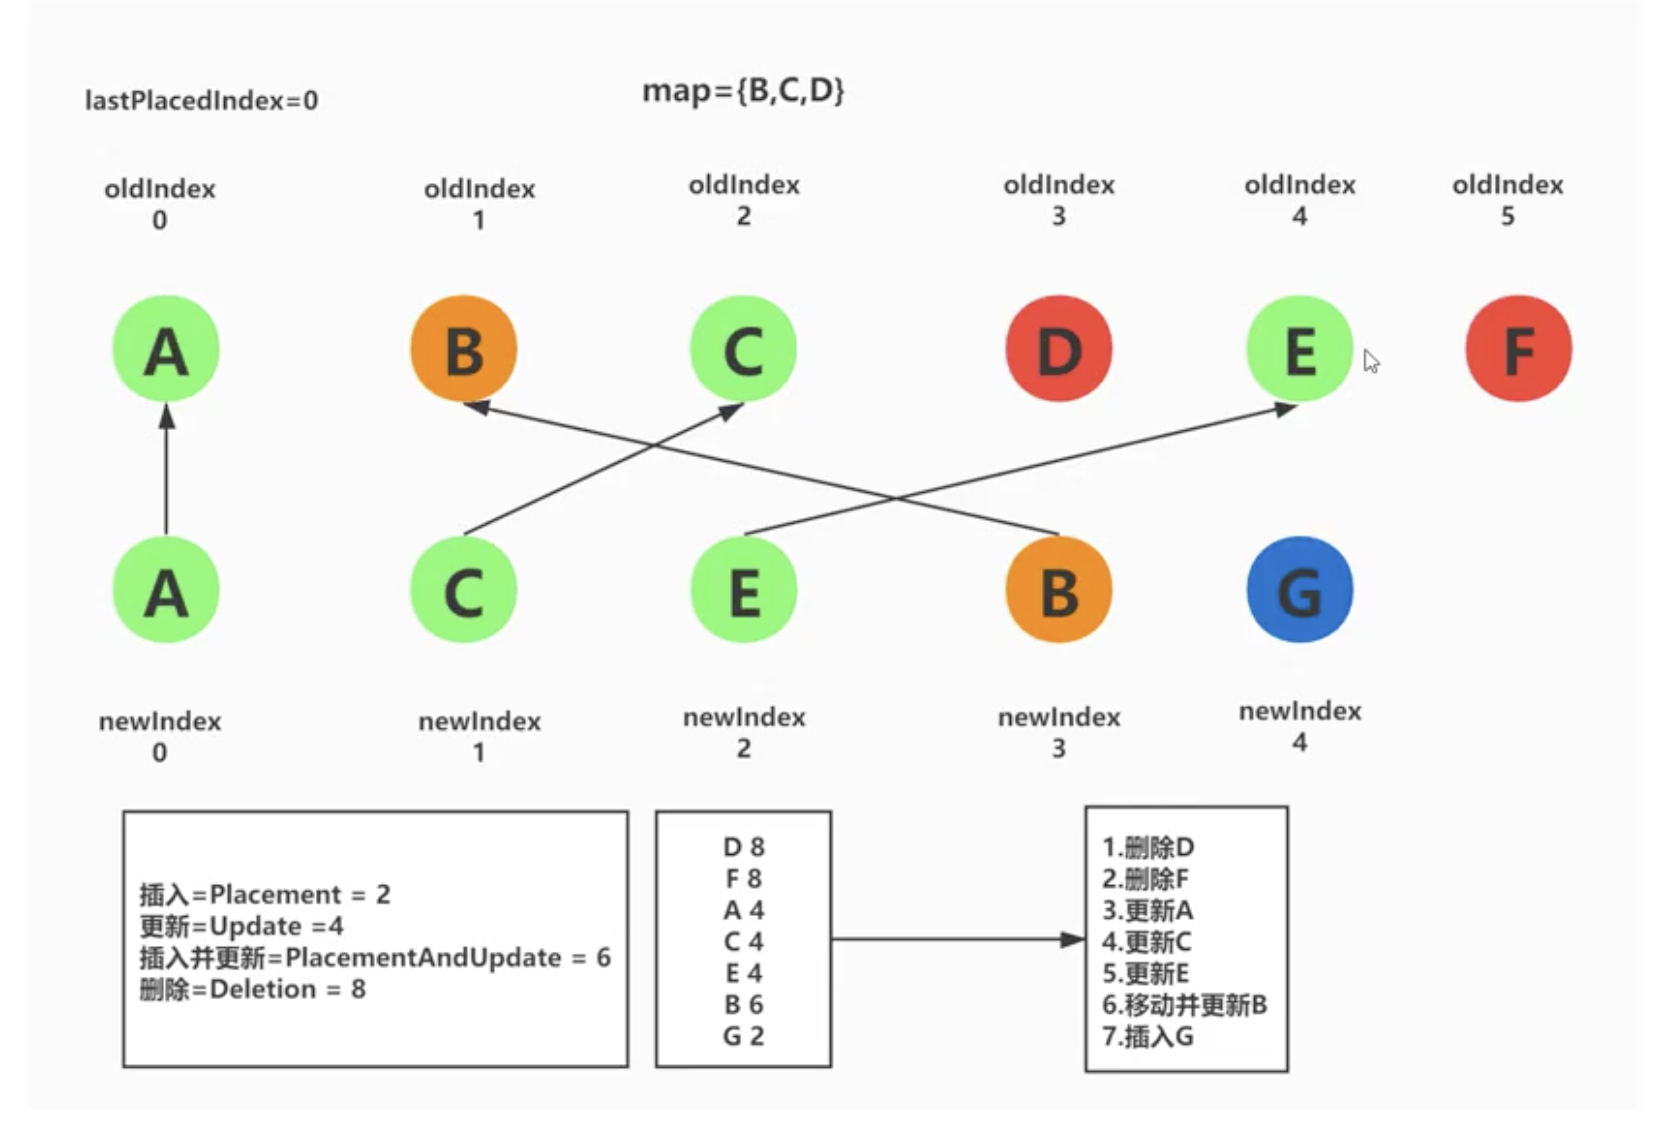 lastPlacedIndex=0
map={B,C,D}
oldIndex
0
oldIndex
1
oldIndex
2
oldIndex
3
oldIndex
4
oldIndex
5
A
B
C
D
E
F
A
C
E
B
G
newIndex
0
newIndex
1
newIndex
2
newIndex
3
newIndex
4
插入=Placement = 2
更新=Update =4
插入并更新=PlacementAndUpdate = 6
删除=Deletion = 8
D 8
F 8
A 4
C 4
E 4
B 6
G 2
1.删除D
2.删除F
3.更新A
4.更新C
5.更新E
6.移动并更新B
7.插入G